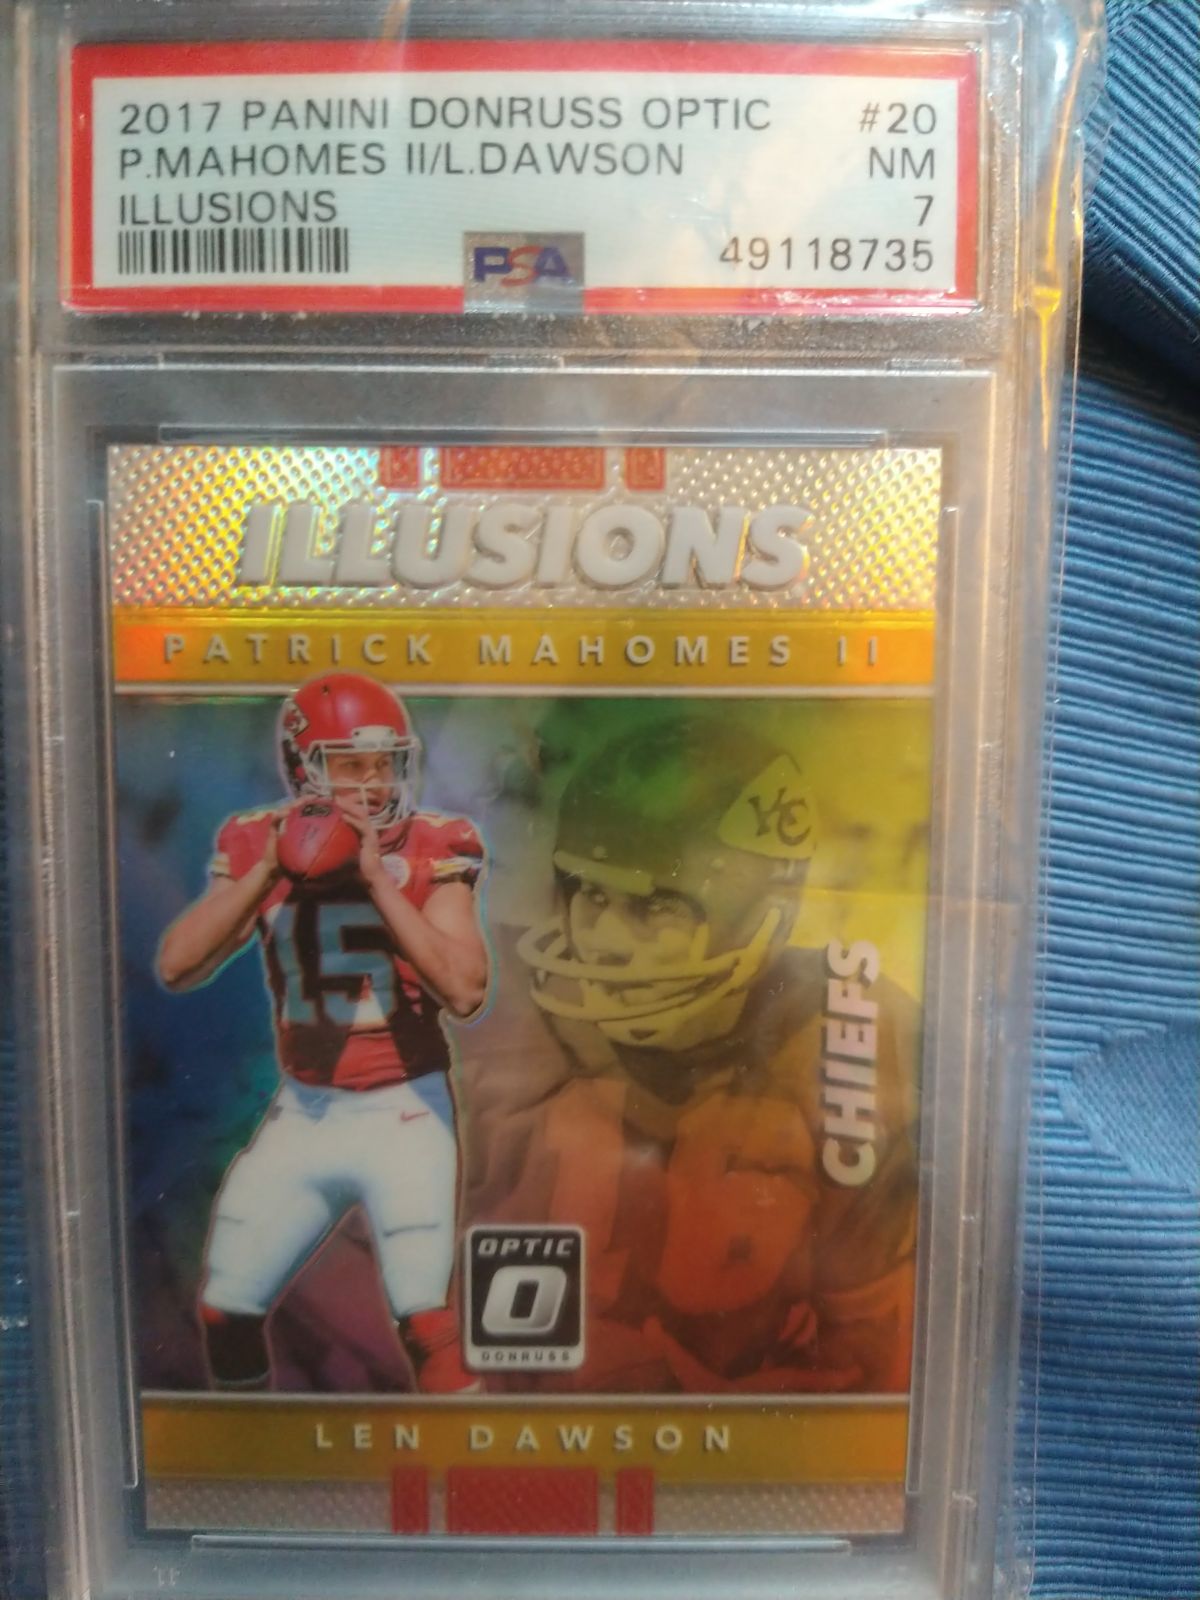 2017 PANINI DONRUSS OPTIC #20
P.MAHOMES II/L.DAWSON NM
ILLUSIONS 7
PSA 49118735
ILLUSIONS
PATRICK MAHOMES II
KC
15
CHIEFS
16
OPTIC
O
DONRUSS
LEN DAWSON